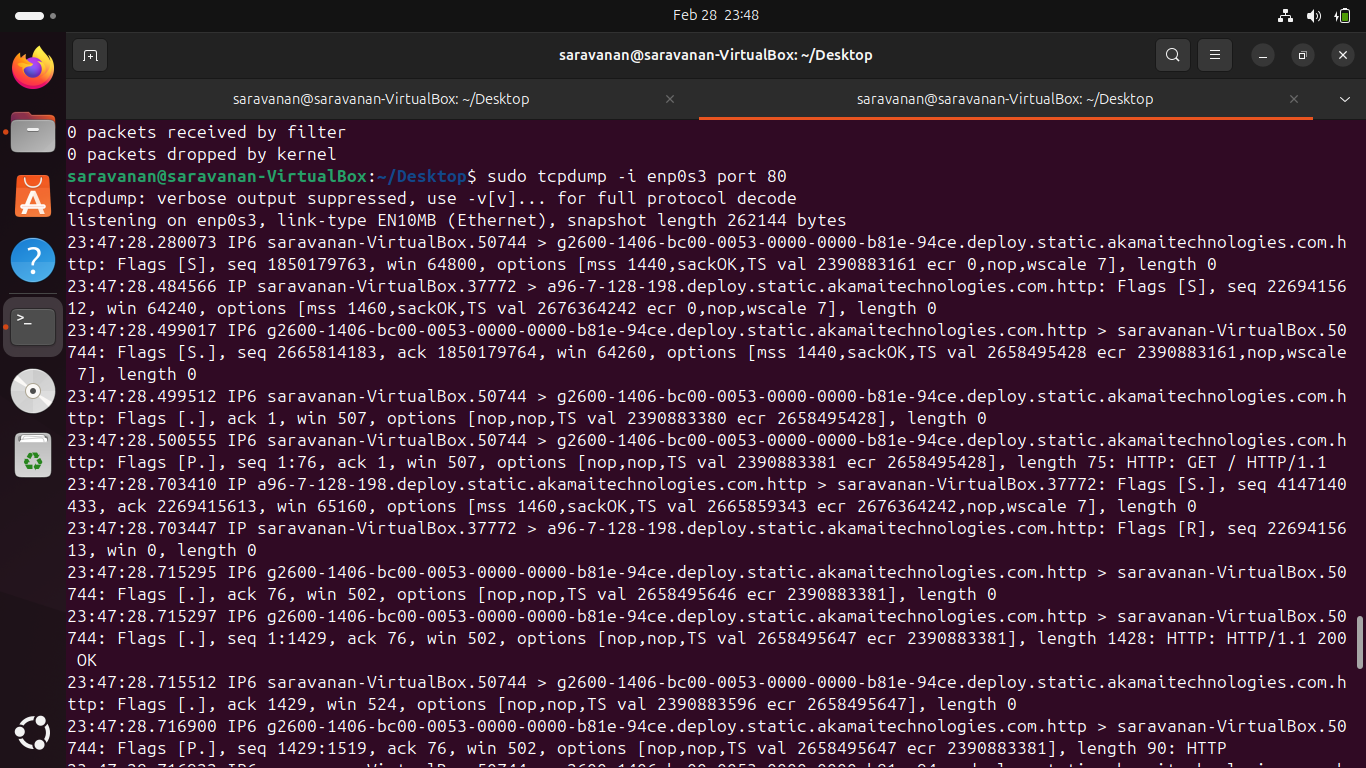 Feb 28 23:48
saravanan@saravanan-VirtualBox: ~/Desktop
saravanan@saravanan-VirtualBox: ~/Desktop
saravanan@saravanan-VirtualBox: ~/Desktop
0 packets received by filter
0 packets dropped by kernel
saravanan@saravanan-VirtualBox:~/Desktop$ sudo tcpdump -i enp0s3 port 80
tcpdump: verbose output suppressed, use -v[v]... for full protocol decode
listening on enp0s3, link-type EN10MB (Ethernet), snapshot length 262144 bytes
23:47:28.280073 IP6 saravanan-VirtualBox.50744 > g2600-1406-bc00-0053-0000-0000-b81e-94ce.deploy.static.akamaitechnologies.com.h
ttp: Flags [S], seq 1850179763, win 64800, options [mss 1440,sackOK,TS val 2390883161 ecr 0,nop,wscale 7], length 0
23:47:28.484566 IP saravanan-VirtualBox.37772 > a96-7-128-198.deploy.static.akamaitechnologies.com.http: Flags [S], seq 22694156
12, win 64240, options [mss 1460,sackOK,TS val 2676364242 ecr 0,nop,wscale 7], length 0
23:47:28.499017 IP6 g2600-1406-bc00-0053-0000-0000-b81e-94ce.deploy.static.akamaitechnologies.com.http > saravanan-VirtualBox.50
744: Flags [S.], seq 2665814183, ack 1850179764, win 64260, options [mss 1440,sackOK,TS val 2658495428 ecr 2390883161,nop,wscale
 7], length 0
23:47:28.499512 IP6 saravanan-VirtualBox.50744 > g2600-1406-bc00-0053-0000-0000-b81e-94ce.deploy.static.akamaitechnologies.com.h
ttp: Flags [.], ack 1, win 507, options [nop,nop,TS val 2390883380 ecr 2658495428], length 0
23:47:28.500555 IP6 saravanan-VirtualBox.50744 > g2600-1406-bc00-0053-0000-0000-b81e-94ce.deploy.static.akamaitechnologies.com.h
ttp: Flags [P.], seq 1:76, ack 1, win 507, options [nop,nop,TS val 2390883381 ecr 2658495428], length 75: HTTP: GET / HTTP/1.1
23:47:28.703410 IP a96-7-128-198.deploy.static.akamaitechnologies.com.http > saravanan-VirtualBox.37772: Flags [S.], seq 4147140
433, ack 2269415613, win 65160, options [mss 1460,sackOK,TS val 2665859343 ecr 2676364242,nop,wscale 7], length 0
23:47:28.703447 IP saravanan-VirtualBox.37772 > a96-7-128-198.deploy.static.akamaitechnologies.com.http: Flags [R], seq 22694156
13, win 0, length 0
23:47:28.715295 IP6 g2600-1406-bc00-0053-0000-0000-b81e-94ce.deploy.static.akamaitechnologies.com.http > saravanan-VirtualBox.50
744: Flags [.], ack 76, win 502, options [nop,nop,TS val 2658495646 ecr 2390883381], length 0
23:47:28.715297 IP6 g2600-1406-bc00-0053-0000-0000-b81e-94ce.deploy.static.akamaitechnologies.com.http > saravanan-VirtualBox.50
744: Flags [.], seq 1:1429, ack 76, win 502, options [nop,nop,TS val 2658495647 ecr 2390883381], length 1428: HTTP: HTTP/1.1 200
 OK
23:47:28.715512 IP6 saravanan-VirtualBox.50744 > g2600-1406-bc00-0053-0000-0000-b81e-94ce.deploy.static.akamaitechnologies.com.h
ttp: Flags [.], ack 1429, win 524, options [nop,nop,TS val 2390883596 ecr 2658495647], length 0
23:47:28.716900 IP6 g2600-1406-bc00-0053-0000-0000-b81e-94ce.deploy.static.akamaitechnologies.com.http > saravanan-VirtualBox.50
744: Flags [P.], seq 1429:1519, ack 76, win 502, options [nop,nop,TS val 2658495647 ecr 2390883381], length 90: HTTP